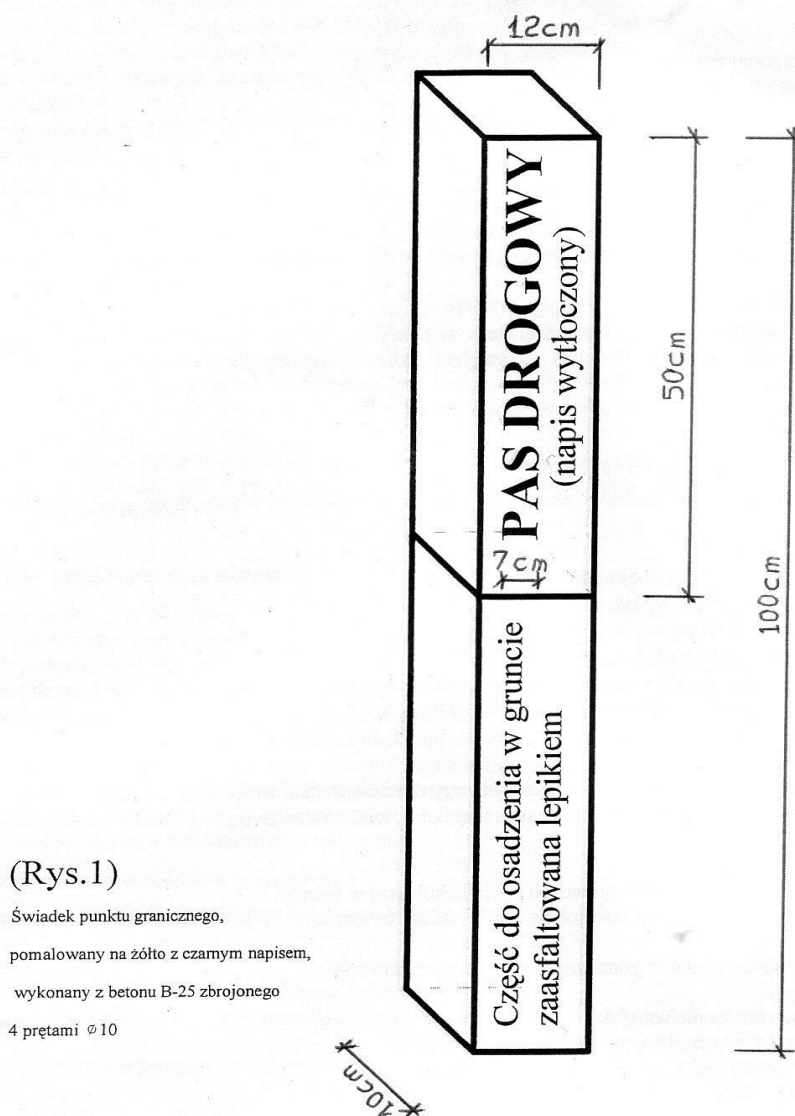 12cm
PAS DROGOWY
(napis wytłoczony)
50cm
7cm
100cm
Część do osadzenia w gruncie
zaasfaltowana lepikiem
(Rys.1)
Świadek punktu granicznego,
pomalowany na żółto z czarnym napisem,
wykonany z betonu B-25 zbrojonego
4 prętami ⌀10
10cm